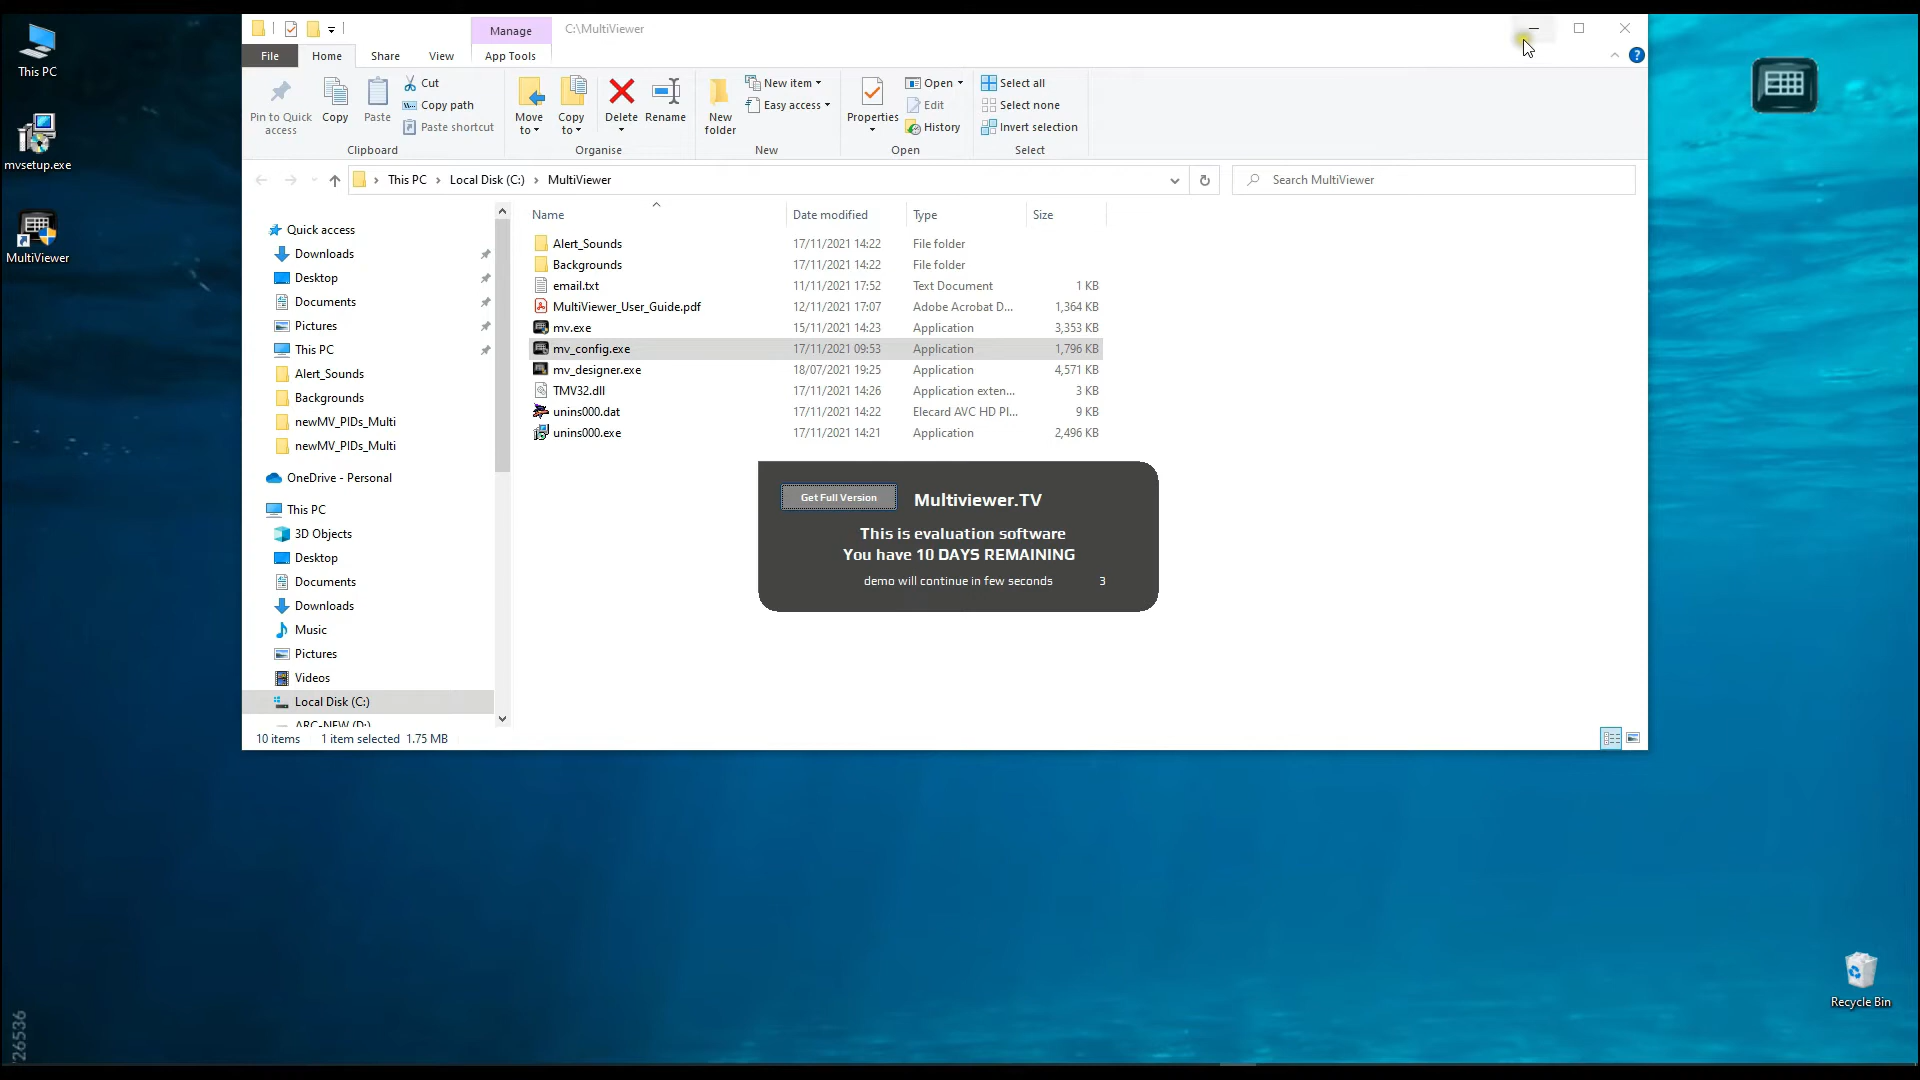 This PC
mvsetup.exe
MultiViewer
Manage
C:\MultiViewer
File Home Share View App Tools
Pin to Quick access
Copy
Paste
Cut
Copy path
Paste shortcut
Clipboard
Move to
Copy to
Delete
Rename
Organise
New folder
New item
Easy access
New
Properties
Open
Edit
History
Open
Select all
Select none
Invert selection
Select
This PC Local Disk (C:) MultiViewer
Search MultiViewer
Quick access
Downloads
Desktop
Documents
Pictures
This PC
Alert_Sounds
Backgrounds
newMV_PIDs_Multi
newMV_PIDs_Multi
OneDrive - Personal
This PC
3D Objects
Desktop
Documents
Downloads
Music
Pictures
Videos
Local Disk (C:)
ARC-NEW (D:)
Name Date modified Type Size
Alert_Sounds 17/11/2021 14:22 File folder
Backgrounds 17/11/2021 14:22 File folder
email.txt 11/11/2021 17:52 Text Document 1 KB
MultiViewer_User_Guide.pdf 12/11/2021 17:07 Adobe Acrobat D... 1,364 KB
mv.exe 15/11/2021 14:23 Application 3,353 KB
mv_config.exe 17/11/2021 09:53 Application 1,796 KB
mv_designer.exe 18/07/2021 19:25 Application 4,571 KB
TMV32.dll 17/11/2021 14:26 Application exten... 3 KB
unins000.dat 17/11/2021 14:22 Elecard AVC HD Pl... 9 KB
unins000.exe 17/11/2021 14:21 Application 2,496 KB
Get Full Version
Multiviewer.TV
This is evaluation software
You have 10 DAYS REMAINING
demo will continue in few seconds 3
10 items 1 item selected 1.75 MB
Recycle Bin
26536